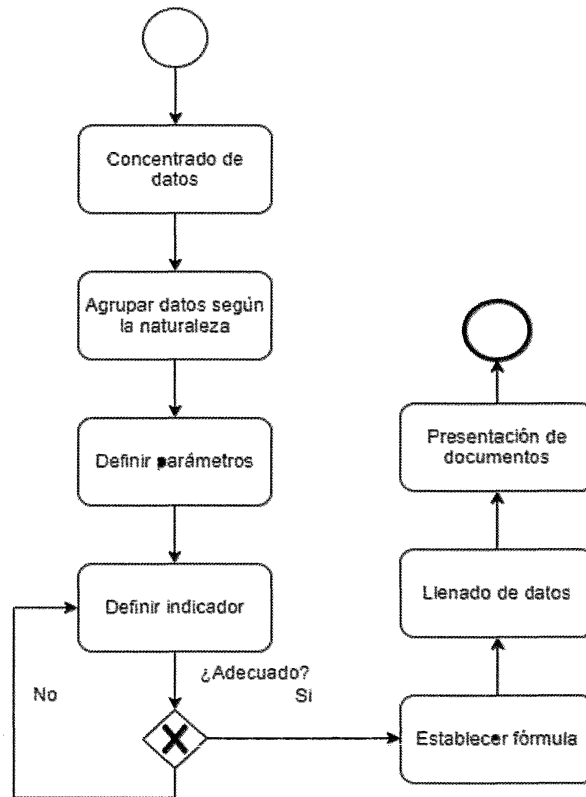 Concentrado de
datos
Agrupar datos según
la naturaleza
Definir parámetros
Definir indicador
¿Adecuado?
No
Si
Establecer fórmula
Llenado de datos
Presentación de
documentos